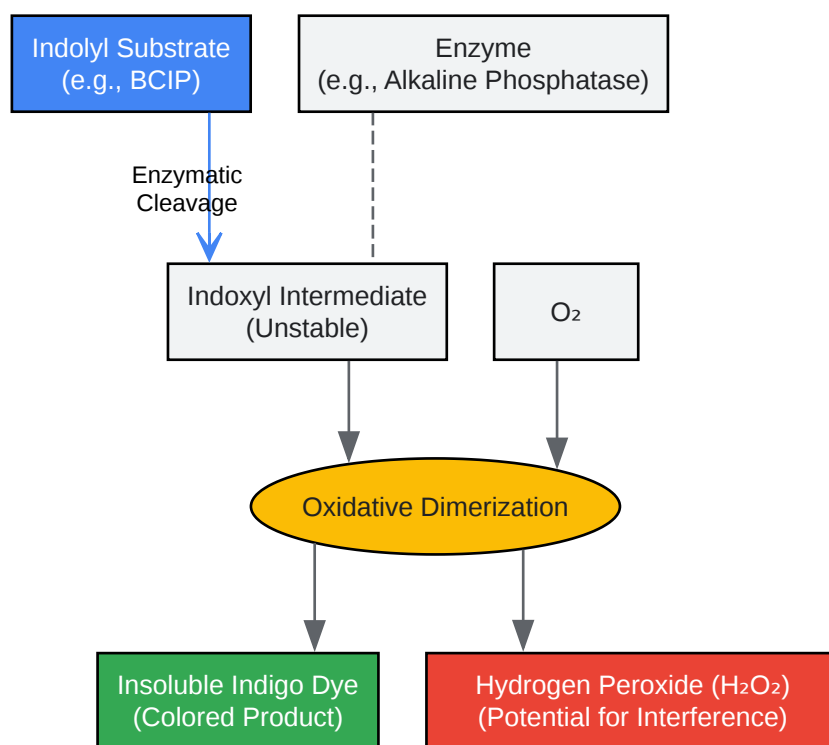 Indolyl Substrate
(e.g., BCIP)
Enzyme
(e.g., Alkaline Phosphatase)
Enzymatic
Cleavage
Indoxyl Intermediate
(Unstable)
O₂
Oxidative Dimerization
Insoluble Indigo Dye
(Colored Product)
Hydrogen Peroxide (H₂O₂)
(Potential for Interference)